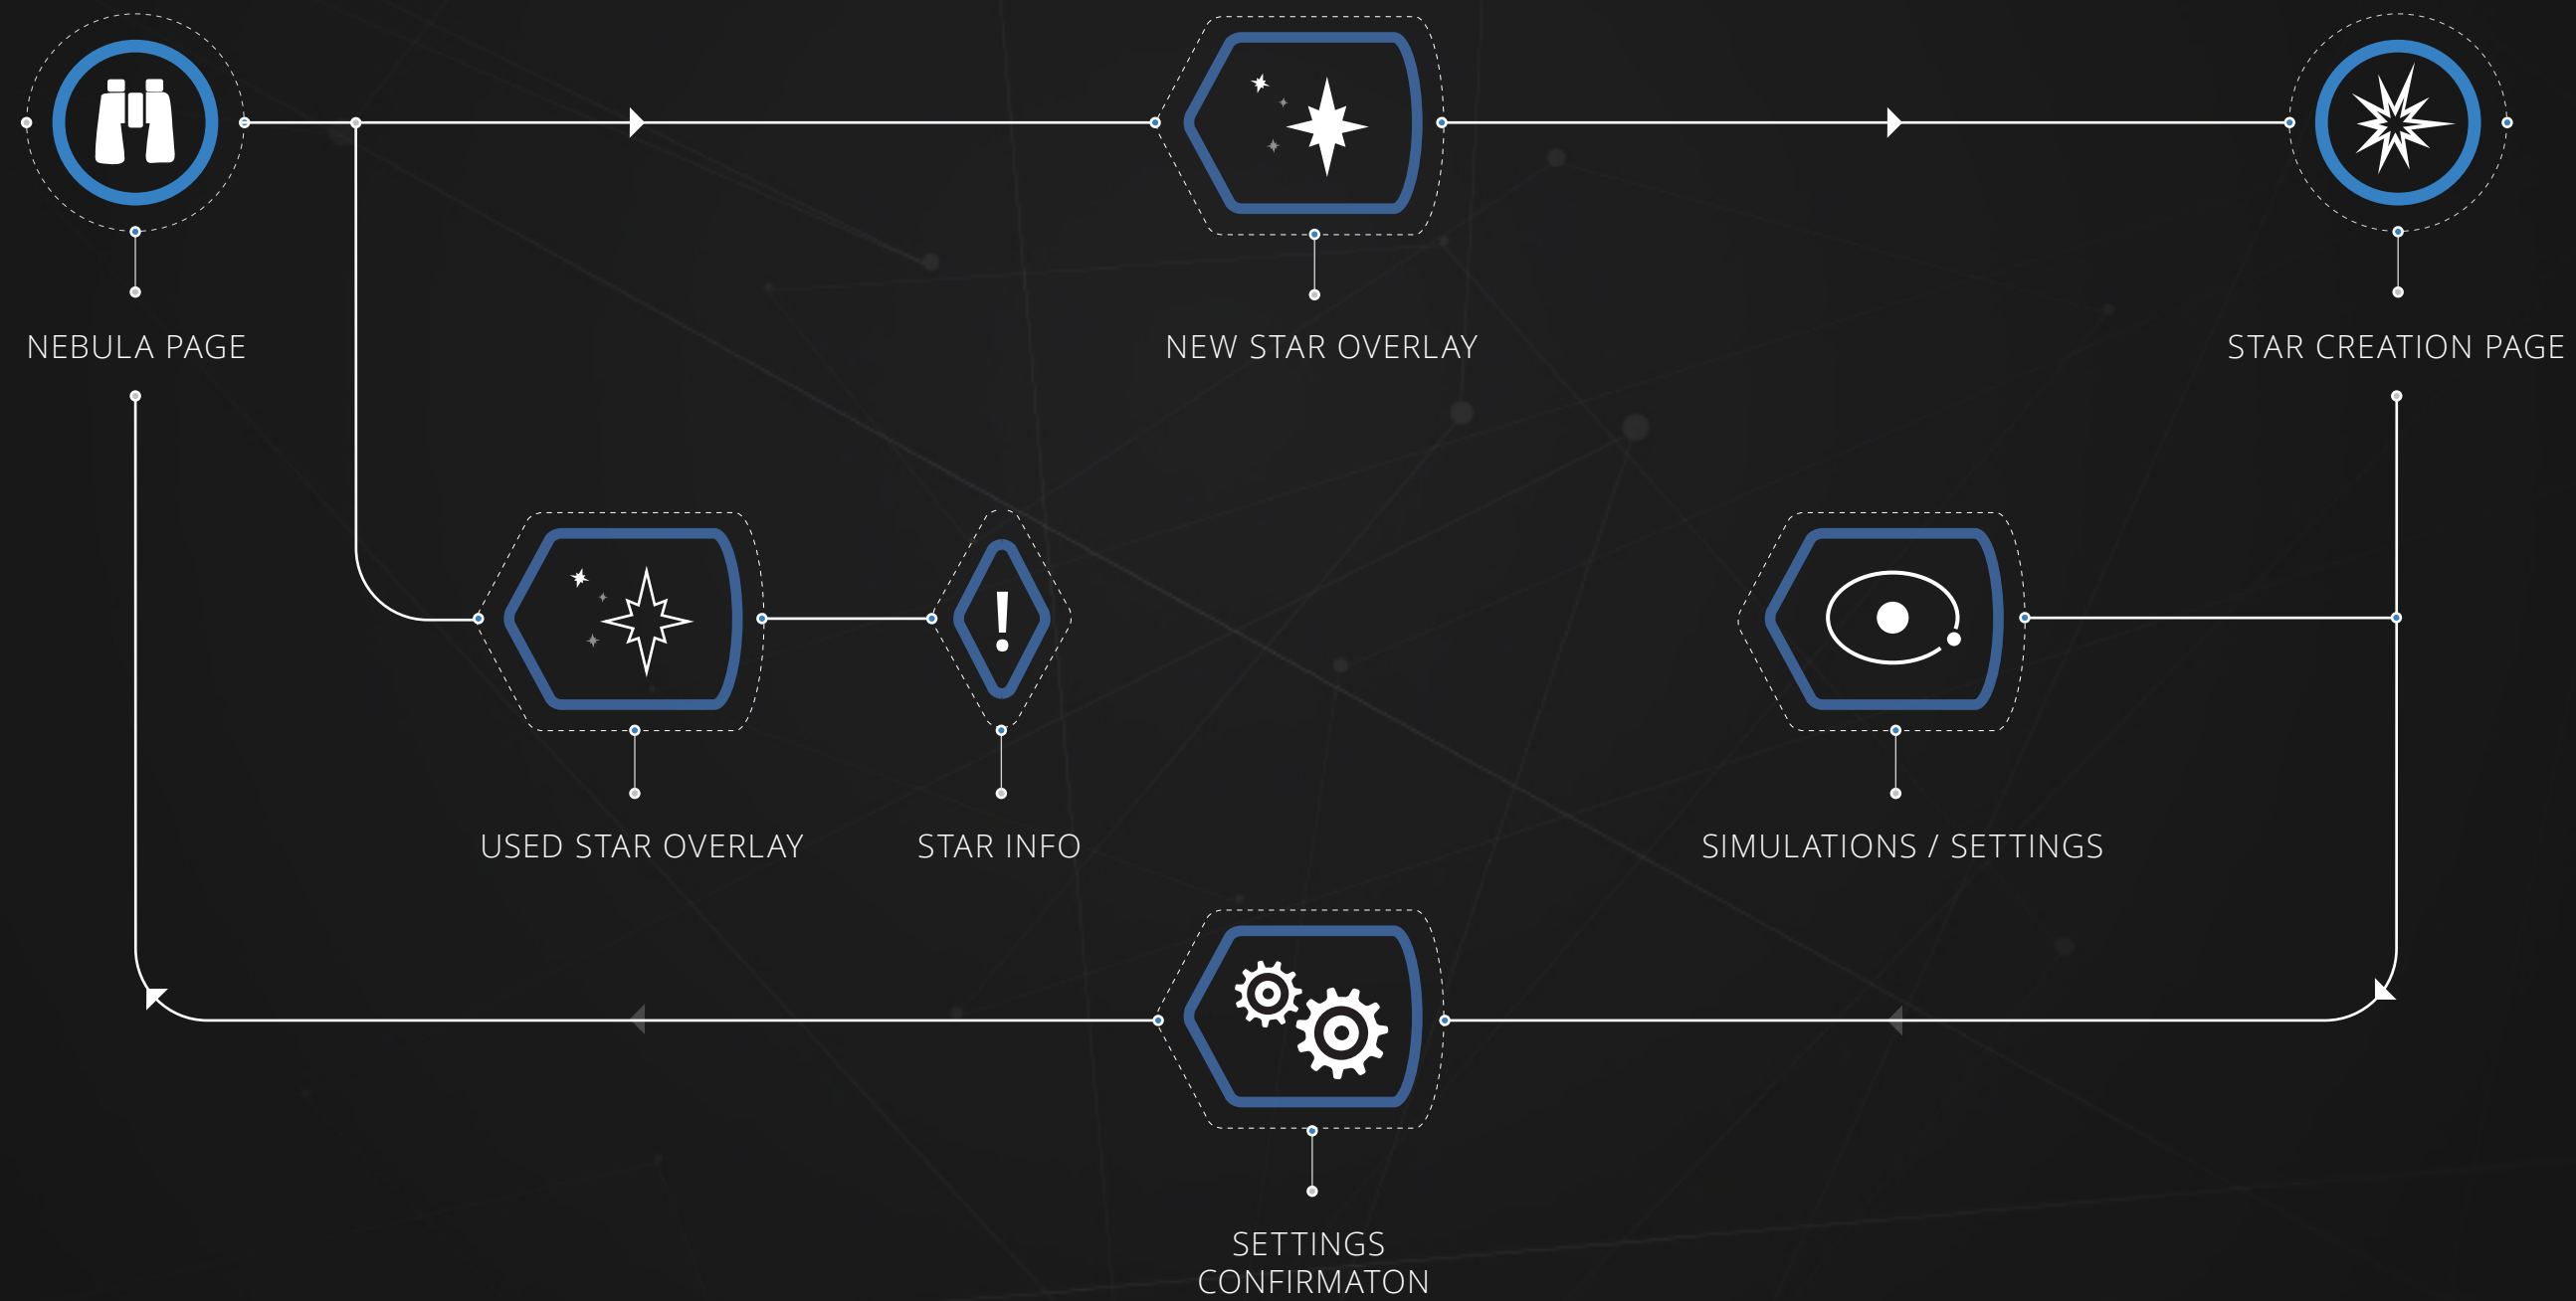 NEBULA PAGE
NEW STAR OVERLAY
STAR CREATION PAGE
USED STAR OVERLAY
STAR INFO
SIMULATIONS / SETTINGS
SETTINGS
CONFIRMATON